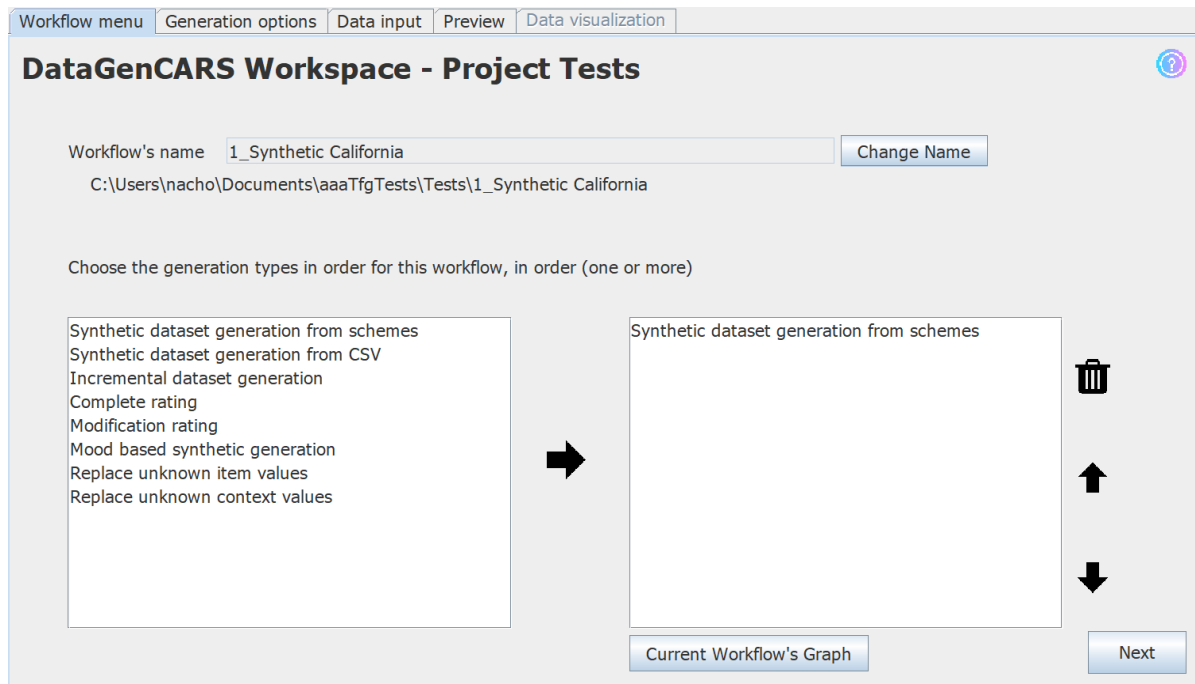 Workflow menu Generation options Data input Preview Data visualization
DataGenCARS Workspace - Project Tests
?
Workflow's name 1_Synthetic California Change Name
C:\Users\nacho\Documents\aaaTfgTests\Tests\1_Synthetic California
Choose the generation types in order for this workflow, in order (one or more)
Synthetic dataset generation from schemes
Synthetic dataset generation from CSV
Incremental dataset generation
Complete rating
Modification rating
Mood based synthetic generation
Replace unknown item values
Replace unknown context values
Synthetic dataset generation from schemes
Current Workflow's Graph
Next